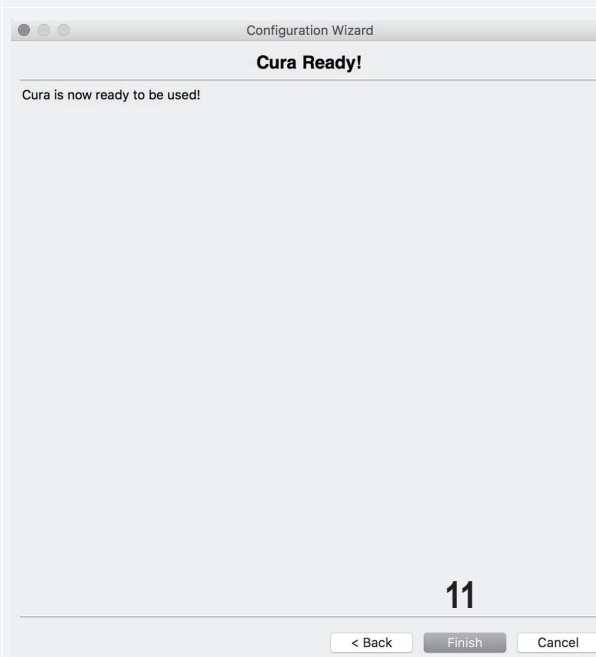 Configuration Wizard
Cura Ready!
Cura is now ready to be used!
11
< Back Finish Cancel